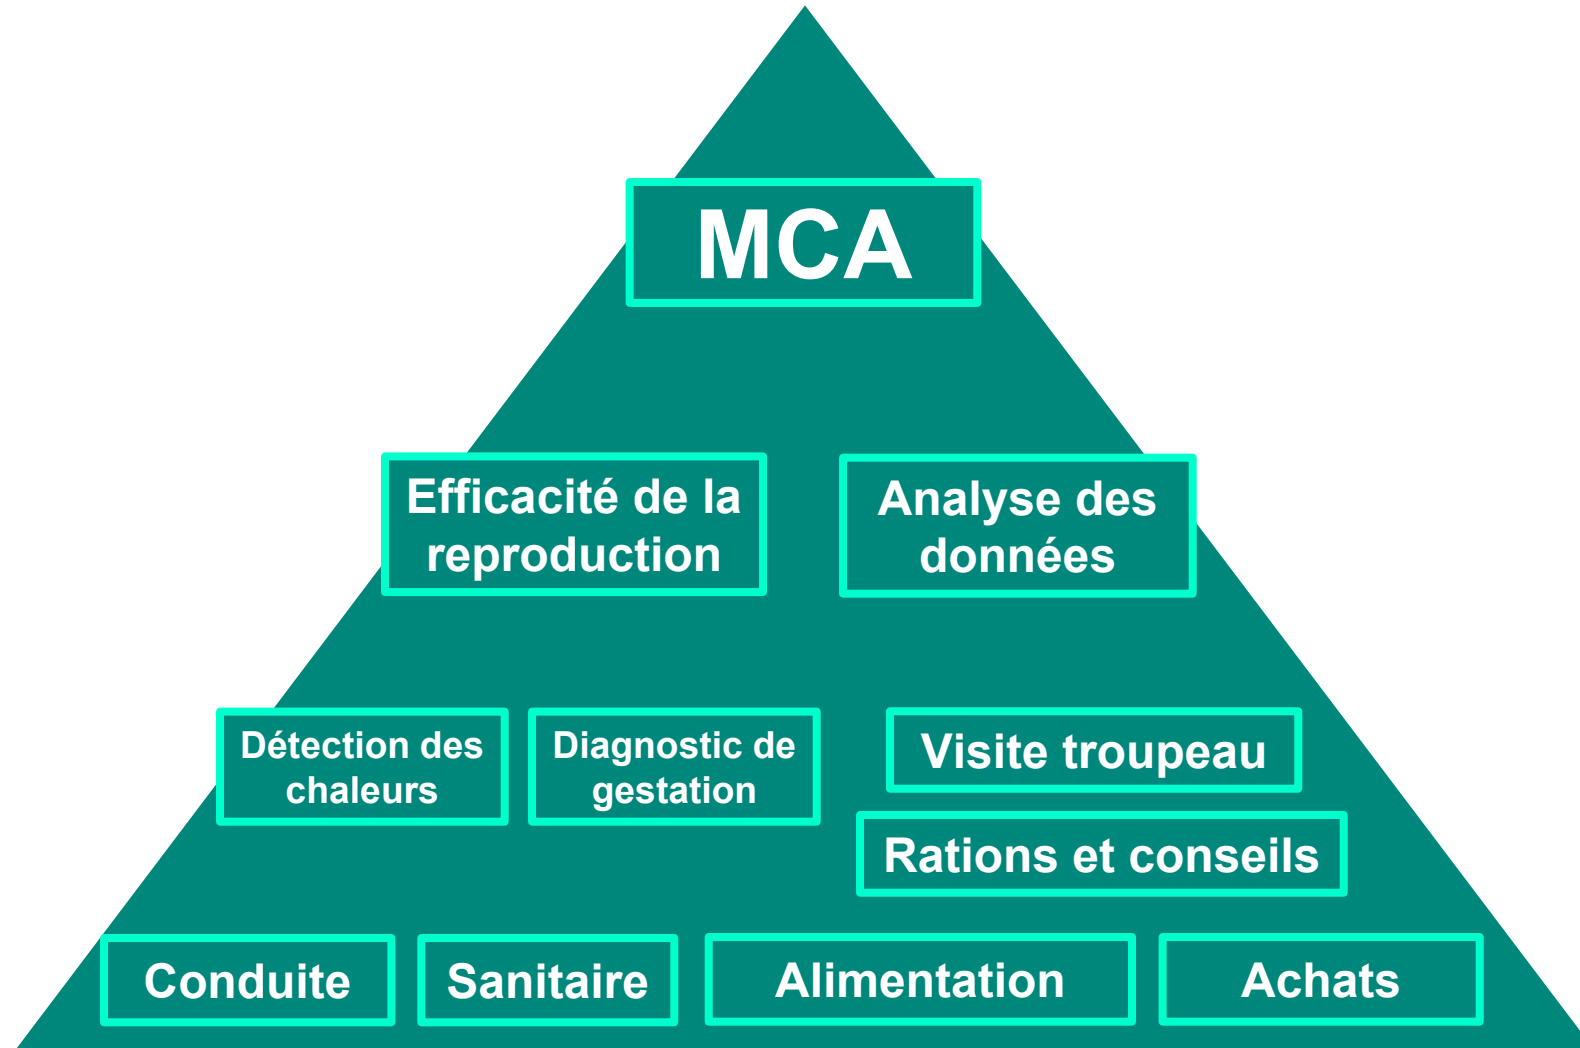 MCA
Efficacité de la
reproduction
Analyse des
données
Détection des
chaleurs
Diagnostic de
gestation
Visite troupeau
Rations et conseils
Conduite
Sanitaire
Alimentation
Achats